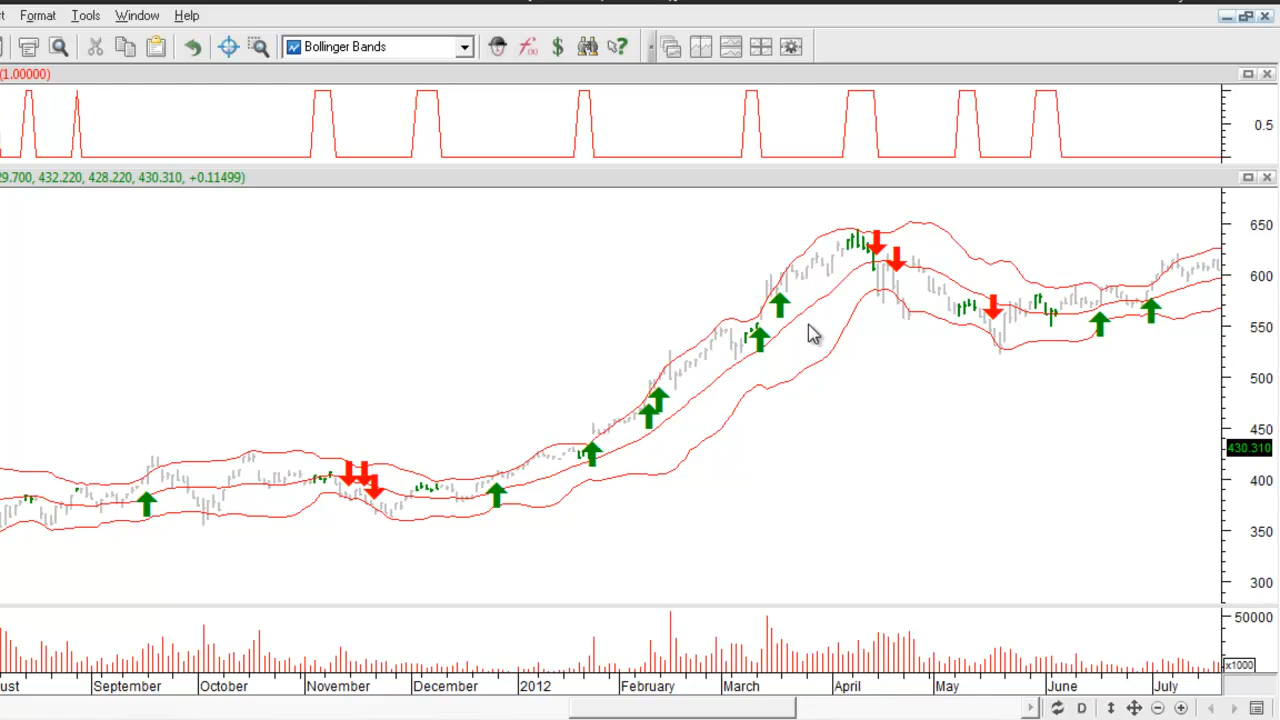 Format Tools Window Help
Bollinger Bands
(1.00000)
0.5
29.700, 432.220, 428.220, 430.310, +0.11499)
650
600
550
500
450
430.310
400
350
300
50000
x1000
ust September October November December 2012 February March April May June July
D